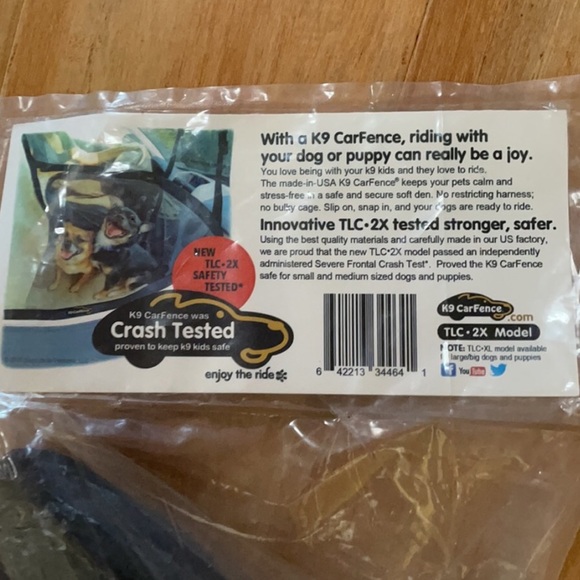 With a K9 CarFence, riding with
your dog or puppy can really be a joy.
You love being with your k9 kids and they love to ride.
The made-in-USA K9 CarFence® keeps your pets calm and
stress-free in a safe and secure soft den. No restricting harness;
no bulky cage. Slip on, snap in, and your dogs are ready to ride.
Innovative TLC•2X tested stronger, safer.
Using the best quality materials and carefully made in our US factory,
we are proud that the new TLC•2X model passed an independently
administered Severe Frontal Crash Test*. Proved the K9 CarFence
safe for small and medium sized dogs and puppies.
NEW
TLC•2X
SAFETY
TESTED*
K9 CarFence was
Crash Tested
proven to keep k9 kids safe
enjoy the ride
6 42213 34464 1
K9 CarFence
.com
TLC • 2X Model
NOTE: TLC•XL model available
large/big dogs and puppies
f You Tube